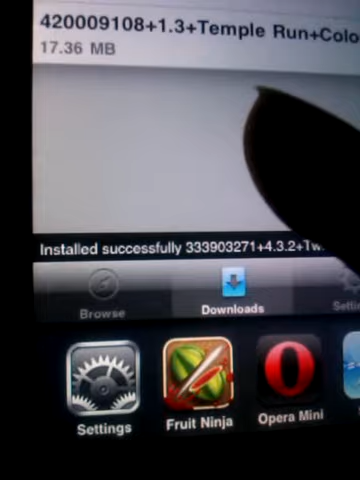 420009108+1.3+Temple Run+Colo
17.36 MB
Installed successfully 333903271+4.3.2+Tw
Browse
Downloads
Setti
Settings
Fruit Ninja
Opera Mini